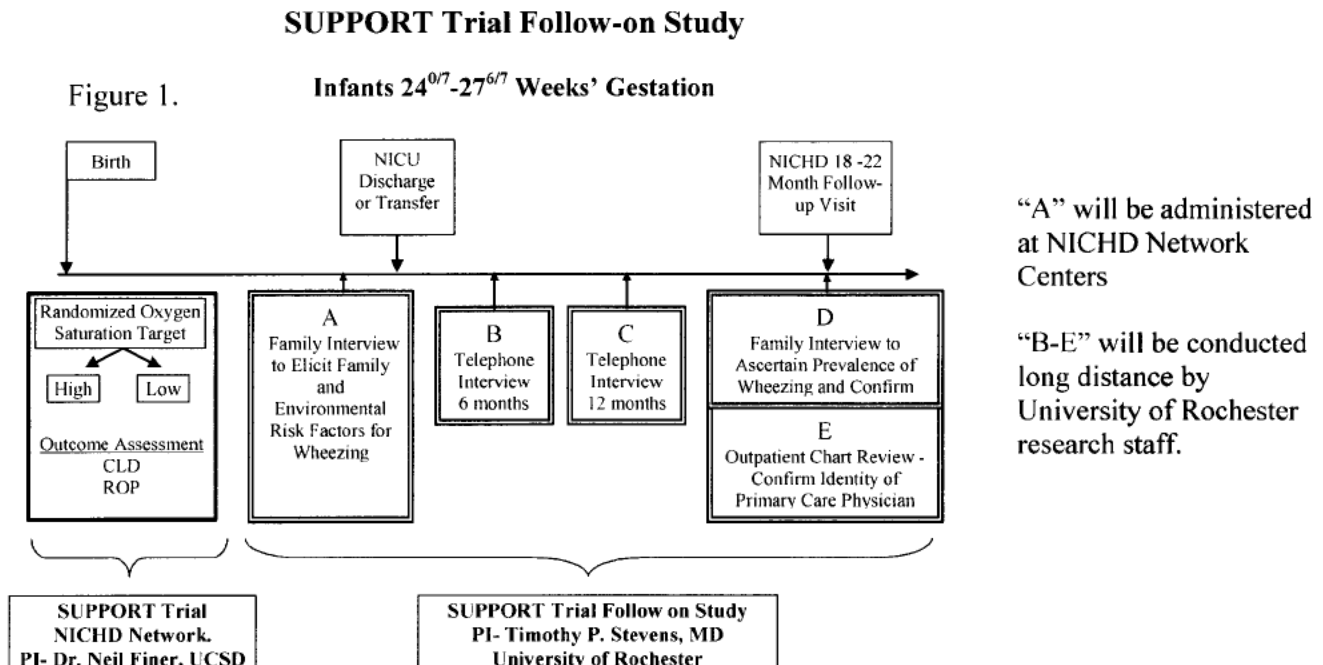 SUPPORT Trial Follow-on Study
Figure 1.
Infants 24^0/7-27^6/7 Weeks' Gestation
Birth
NICU
Discharge
or Transfer
NICHD 18 -22
Month Follow-
up Visit
Randomized Oxygen
Saturation Target
High
Low
Outcome Assessment
CLD
ROP
A
Family Interview
to Elicit Family
and
Environmental
Risk Factors for
Wheezing
B
Telephone
Interview
6 months
C
Telephone
Interview
12 months
D
Family Interview to
Ascertain Prevalence of
Wheezing and Confirm
E
Outpatient Chart Review -
Confirm Identity of
Primary Care Physician
"A" will be administered
at NICHD Network
Centers
"B-E" will be conducted
long distance by
University of Rochester
research staff.
SUPPORT Trial
NICHD Network.
PI- Dr. Neil Finer, UCSD
SUPPORT Trial Follow on Study
PI- Timothy P. Stevens, MD
University of Rochester